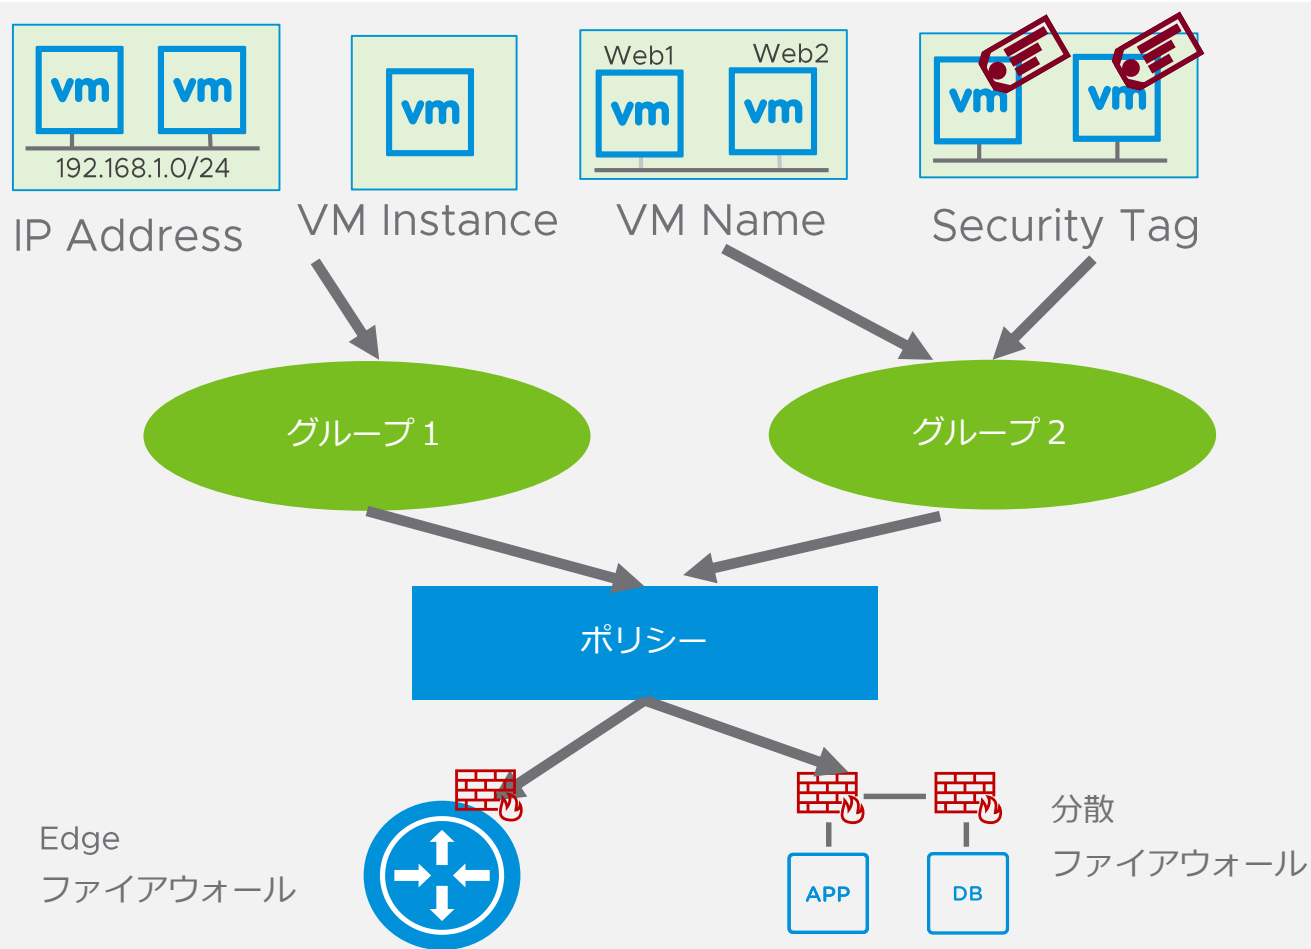 vm
vm
192.168.1.0/24
IP Address
vm
VM Instance
Web1
Web2
vm
vm
VM Name
vm
vm
Security Tag
グループ1
グループ2
ポリシー
Edge
ファイアウォール
APP
DB
分散
ファイアウォール